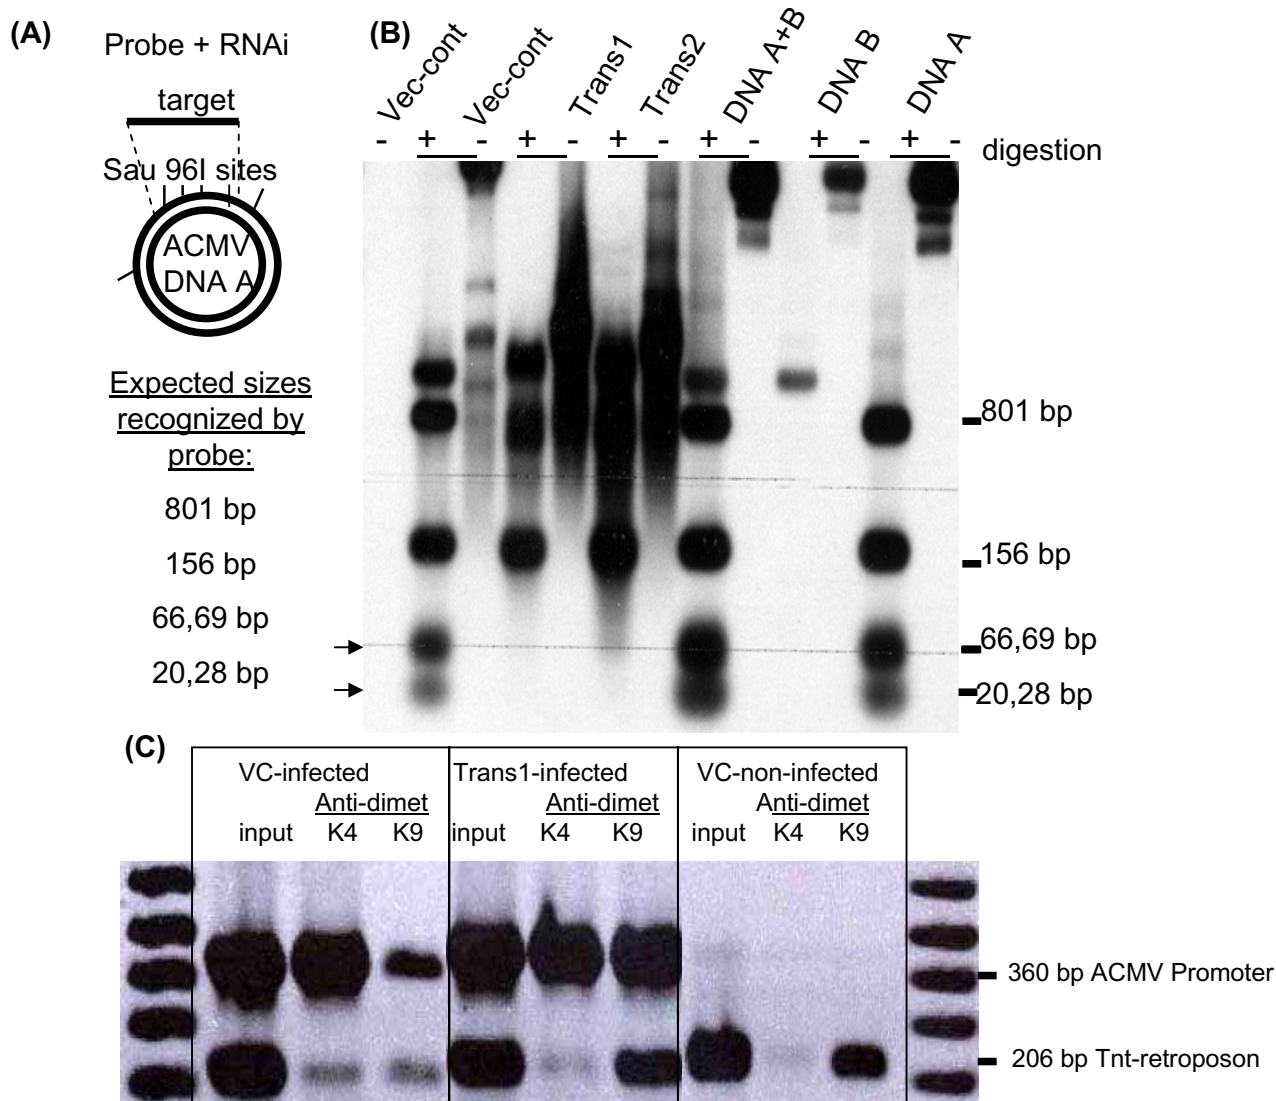 (A)
Probe + RNAi
target
Sau 96I sites
ACMV
DNA A
Expected sizes
recognized by
probe:
801 bp
156 bp
66,69 bp
20,28 bp
(B)
Vec-cont Vec-cont Trans1 Trans2 DNA A+B DNA B DNA A
- + - + - + - + - + - + -
digestion
801 bp
156 bp
66,69 bp
20,28 bp
(C)
VC-infected Trans1-infected VC-non-infected
Anti-dimet Anti-dimet Anti-dimet
input K4 K9 input K4 K9 input K4 K9
360 bp ACMV Promoter
206 bp Tnt-retroposon